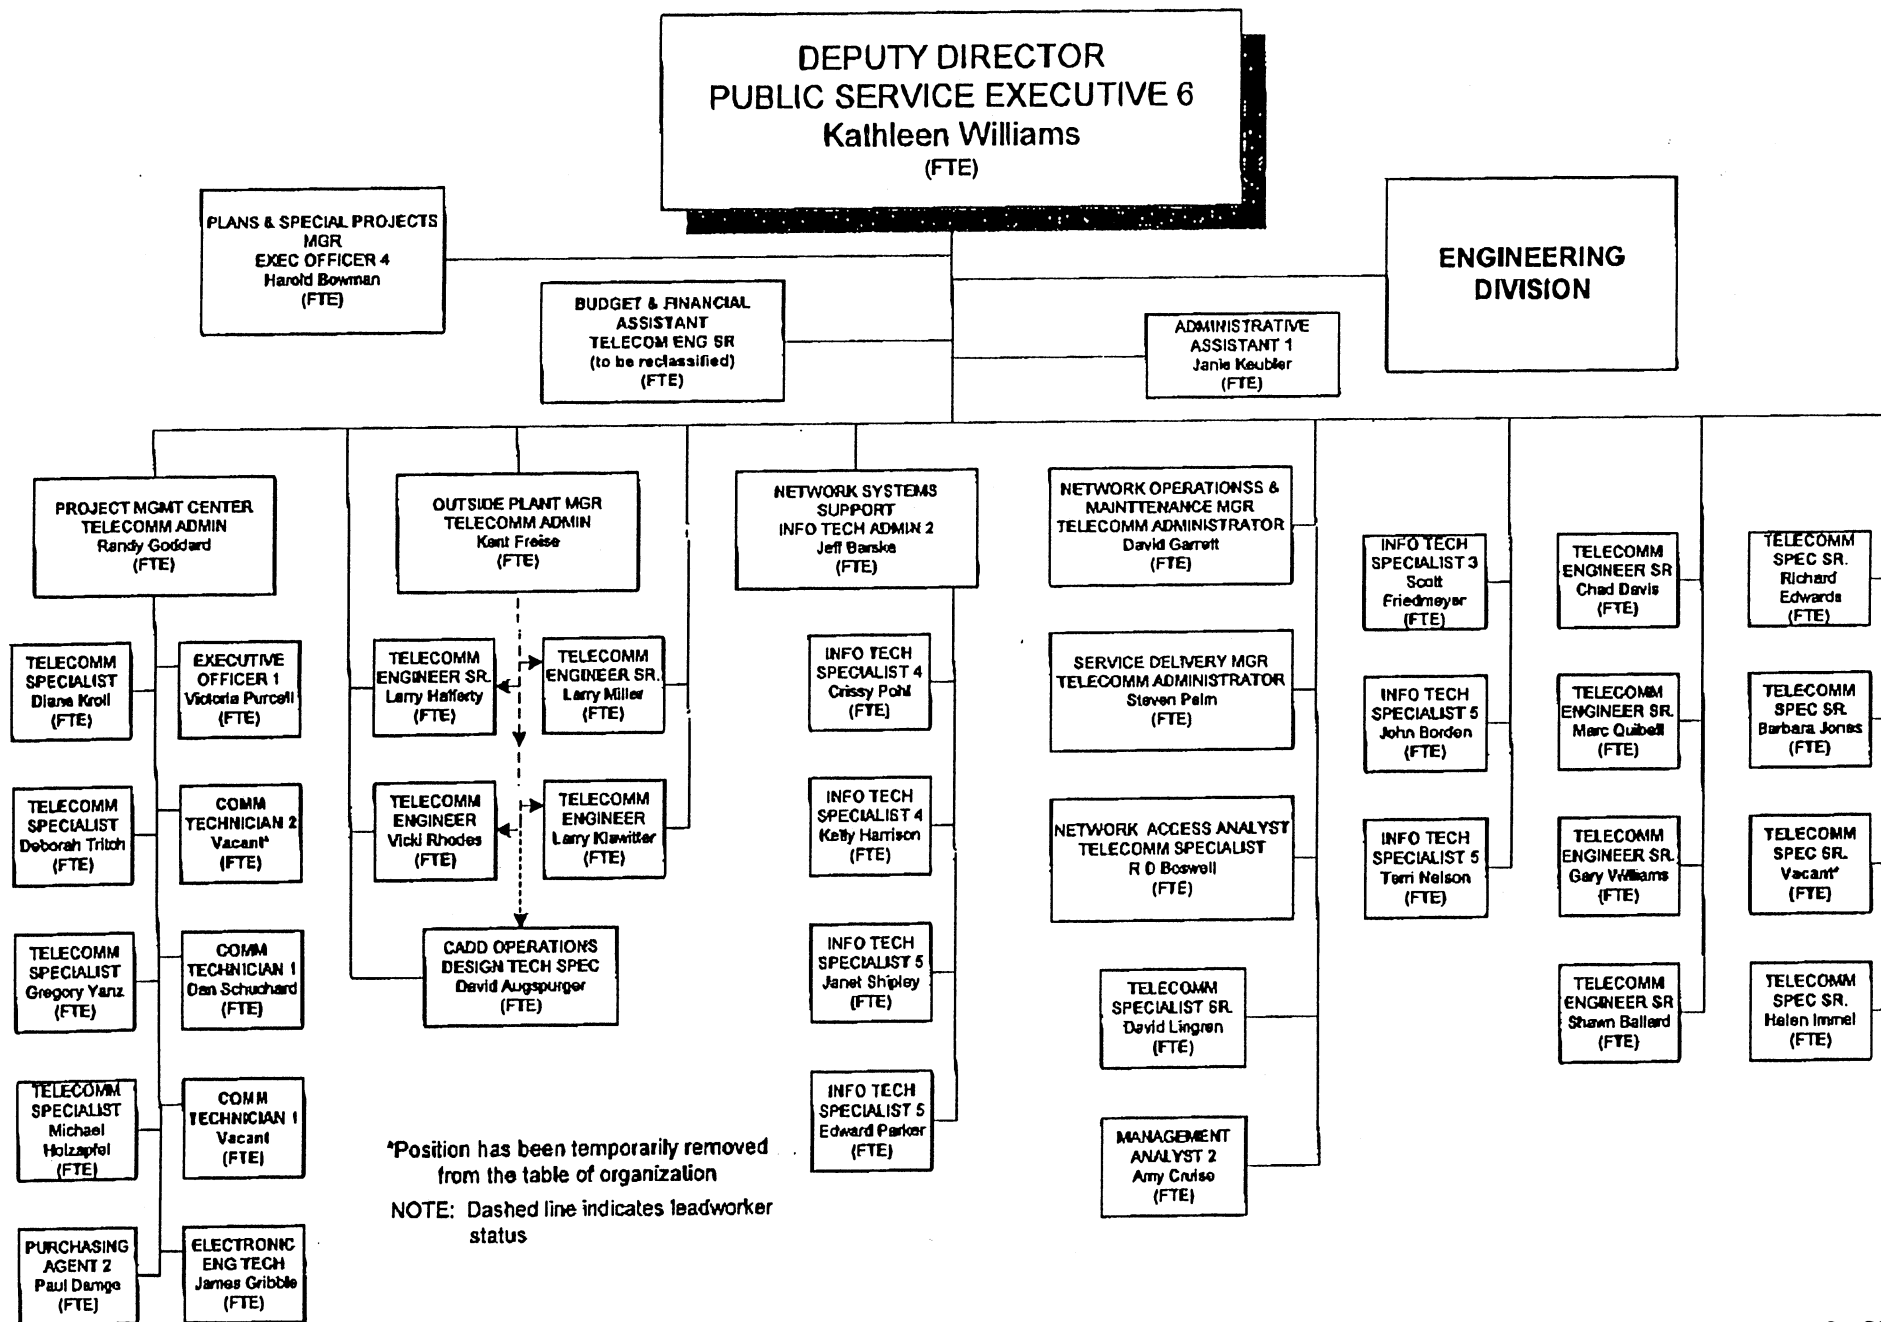 DEPUTY DIRECTOR
PUBLIC SERVICE EXECUTIVE 6
Kathleen Williams
(FTE)
PLANS & SPECIAL PROJECTS
MGR
EXEC OFFICER 4
Harold Bowman
(FTE)
BUDGET & FINANCIAL
ASSISTANT
TELECOM ENG SR
(to be reclassified)
(FTE)
ADMINISTRATIVE
ASSISTANT 1
Janie Keubler
(FTE)
ENGINEERING
DIVISION
PROJECT MGMT CENTER
TELECOMM ADMIN
Randy Goddard
(FTE)
TELECOMM
SPECIALIST
Diane Kroll
(FTE)
EXECUTIVE
OFFICER 1
Victoria Purcell
(FTE)
TELECOMM
SPECIALIST
Deborah Tritch
(FTE)
COMM
TECHNICIAN 2
Vacant*
(FTE)
TELECOMM
SPECIALIST
Gregory Yanz
(FTE)
COMM
TECHNICIAN 1
Dan Schuchard
(FTE)
TELECOMM
SPECIALIST
Michael
Holzapfel
(FTE)
COMM
TECHNICIAN 1
Vacant
(FTE)
PURCHASING
AGENT 2
Paul Damge
(FTE)
ELECTRONIC
ENG TECH
James Gribble
(FTE)
OUTSIDE PLANT MGR
TELECOMM ADMIN
Kent Freise
(FTE)
TELECOMM
ENGINEER SR.
Larry Hafferty
(FTE)
TELECOMM
ENGINEER SR.
Larry Miller
(FTE)
TELECOMM
ENGINEER
Vicki Rhodes
(FTE)
TELECOMM
ENGINEER
Larry Klawitter
(FTE)
CADD OPERATIONS
DESIGN TECH SPEC
David Augspurger
(FTE)
*Position has been temporarily removed
from the table of organization
NOTE: Dashed line indicates leadworker
status
NETWORK SYSTEMS
SUPPORT
INFO TECH ADMIN 2
Jeff Barske
(FTE)
INFO TECH
SPECIALIST 4
Crissy Pohl
(FTE)
INFO TECH
SPECIALIST 4
Kelly Harrison
(FTE)
INFO TECH
SPECIALIST 5
Janet Shipley
(FTE)
INFO TECH
SPECIALIST 5
Edward Parker
(FTE)
NETWORK OPERATIONSS &
MAINTTENANCE MGR
TELECOMM ADMINISTRATOR
David Garrett
(FTE)
SERVICE DELIVERY MGR
TELECOMM ADMINISTRATOR
Steven Palm
(FTE)
NETWORK ACCESS ANALYST
TELECOMM SPECIALIST
R D Boswell
(FTE)
TELECOMM
SPECIALIST SR.
David Lingren
(FTE)
MANAGEMENT
ANALYST 2
Amy Cruise
(FTE)
INFO TECH
SPECIALIST 3
Scott
Friedmeyer
(FTE)
INFO TECH
SPECIALIST 5
John Borden
(FTE)
INFO TECH
SPECIALIST 5
Terri Nelson
(FTE)
TELECOMM
ENGINEER SR
Chad Davis
(FTE)
TELECOMM
ENGINEER SR.
Marc Quibell
(FTE)
TELECOMM
ENGINEER SR.
Gary Williams
(FTE)
TELECOMM
ENGINEER SR
Shawn Ballard
(FTE)
TELECOMM
SPEC SR.
Richard
Edwards
(FTE)
TELECOMM
SPEC SR.
Barbara Jones
(FTE)
TELECOMM
SPEC SR.
Vacant*
(FTE)
TELECOMM
SPEC SR.
Helen Immel
(FTE)